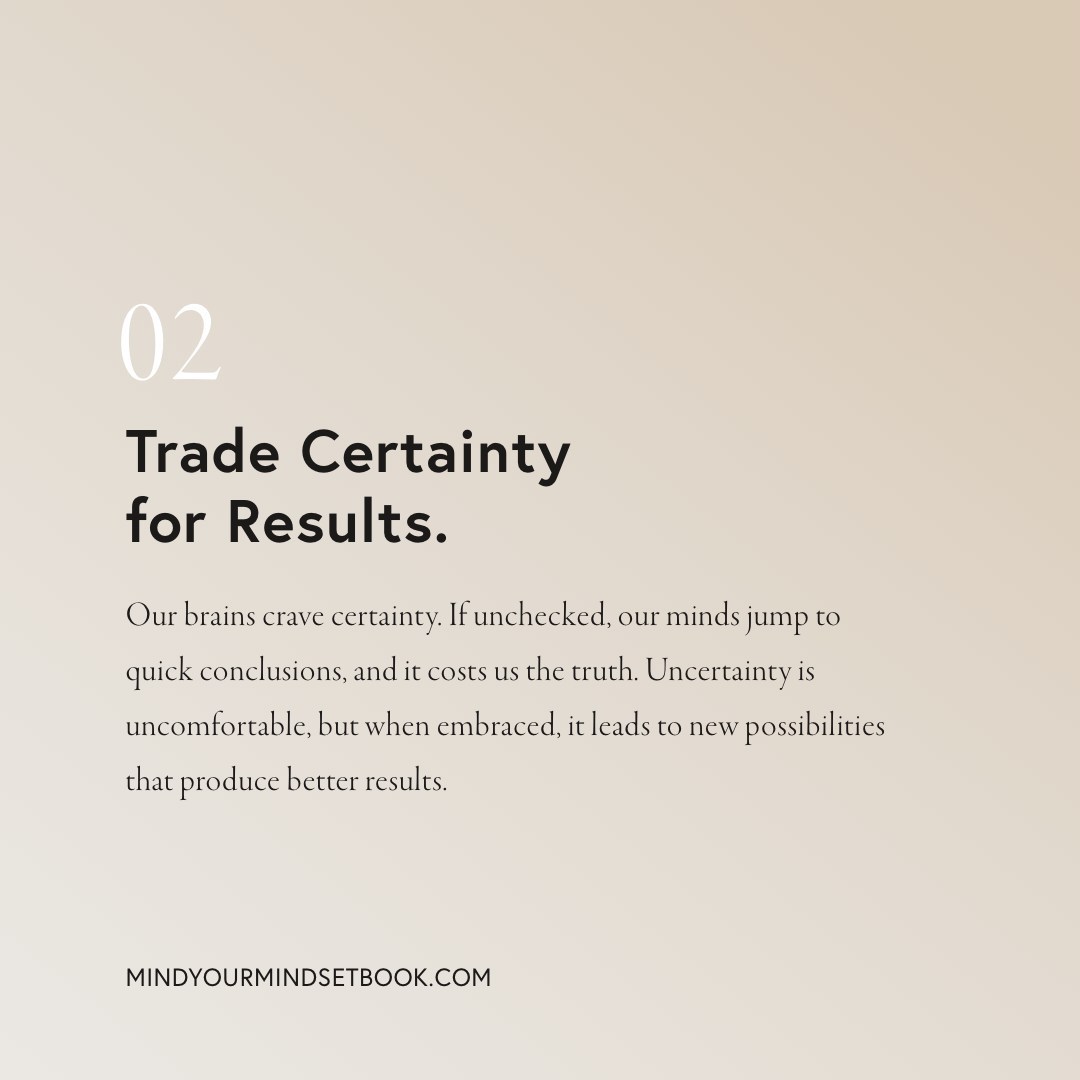 02
Trade Certainty
for Results.
Our brains crave certainty. If unchecked, our minds jump to
quick conclusions, and it costs us the truth. Uncertainty is
uncomfortable, but when embraced, it leads to new possibilities
that produce better results.
MINDYOURMINDSETBOOK.COM